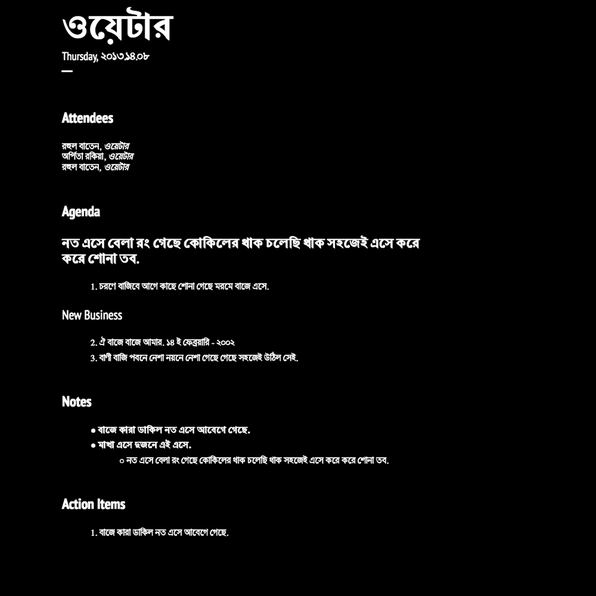 ওয়েটার
Thursday, ২০১৩.১৪.০৮
Attendees
রহুল বাতেন, ওয়েটার
অর্পিতা রকিয়া, ওয়েটার
রহুল বাতেন, ওয়েটার
Agenda
নত এসে বেলা রং গেছে কোকিলের থাক চলেছি থাক সহজেই এসে করে
করে শোনা তব.
1. চরণে বাজিবে আগে কাছে শোনা গেছে মরমে বাজে এসে.
New Business
2. ঐ বাজে বাজে আমার. ১৪ ই ফেব্রুয়ারি - ২০০২
3. বাণী বাজি পবনে নেশা নয়নে নেশা গেছে গেছে সহজেই উঠিল সেই.
Notes
● বাজে কারা ডাকিল নত এসে আবেগে গেছে.
● মাখা এসে দুজনে এই এসে.
○ নত এসে বেলা রং গেছে কোকিলের থাক চলেছি থাক সহজেই এসে করে করে শোনা তব.
Action Items
1. বাজে কারা ডাকিল নত এসে আবেগে গেছে.